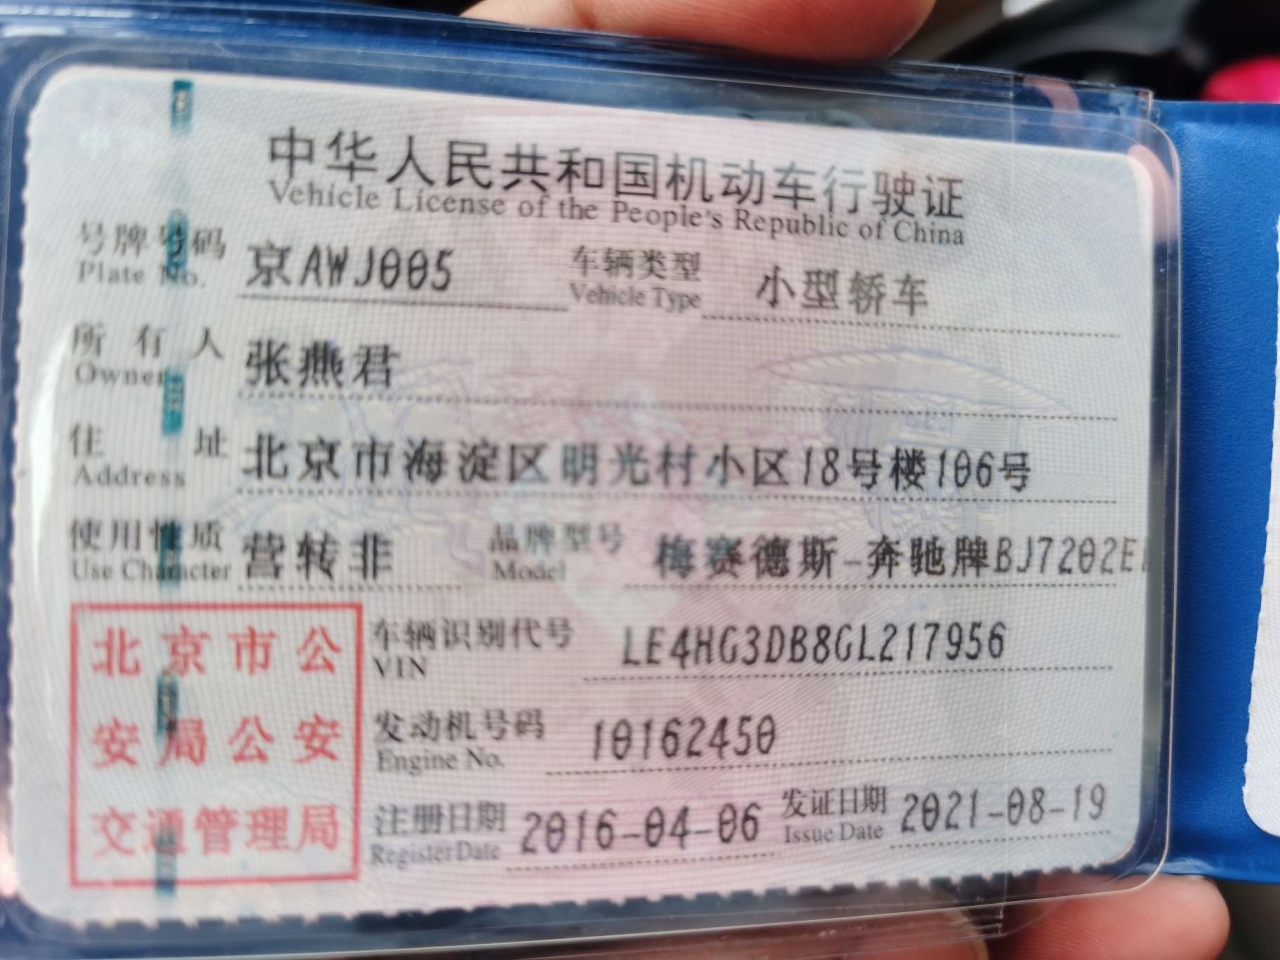 中华人民共和国机动车行驶证
Vehicle License of the People's Republic of China
号牌号码 京AWJ005 车辆类型 小型轿车
Plate No. Vehicle Type
所有人 张燕君
Owner
住址 北京市海淀区明光村小区18号楼106号
Address
使用性质 营转非 品牌型号 梅赛德斯-奔驰牌BJ7202E
Use Character Model
北京市公
安局公安
交通管理局
车辆识别代号 LE4HG3DB8GL217956
VIN
发动机号码 10162450
Engine No.
注册日期 2016-04-06 发证日期 2021-08-19
Register Date Issue Date